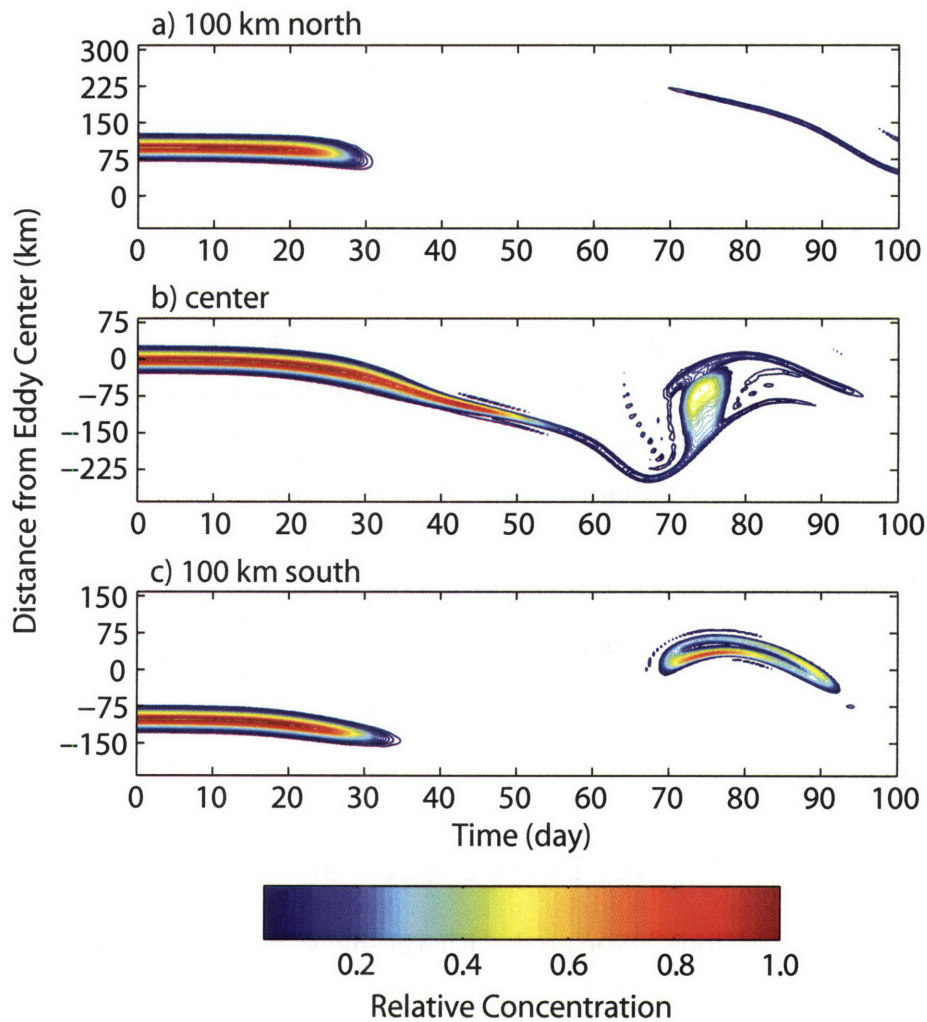 a) 100 km north
300
225
150
75
0
0 10 20 30 40 50 60 70 80 90 100
b) center
75
0
−75
−150
−225
0 10 20 30 40 50 60 70 80 90 100
c) 100 km south
150
75
0
−75
−150
0 10 20 30 40 50 60 70 80 90 100
Distance from Eddy Center (km)
Time (day)
0.2 0.4 0.6 0.8 1.0
Relative Concentration